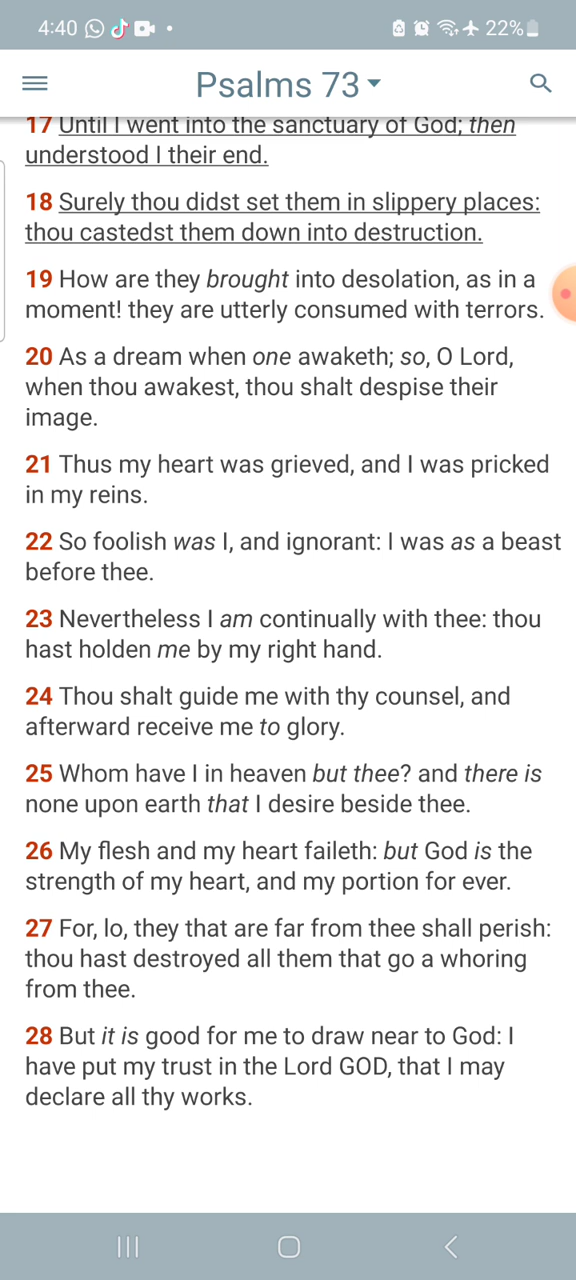 4:40
22%
Psalms 73
17 Until I went into the sanctuary of God; then
understood I their end.
18 Surely thou didst set them in slippery places:
thou castedst them down into destruction.
19 How are they brought into desolation, as in a
moment! they are utterly consumed with terrors.
20 As a dream when one awaketh; so, O Lord,
when thou awakest, thou shalt despise their
image.
21 Thus my heart was grieved, and I was pricked
in my reins.
22 So foolish was I, and ignorant: I was as a beast
before thee.
23 Nevertheless I am continually with thee: thou
hast holden me by my right hand.
24 Thou shalt guide me with thy counsel, and
afterward receive me to glory.
25 Whom have I in heaven but thee? and there is
none upon earth that I desire beside thee.
26 My flesh and my heart faileth: but God is the
strength of my heart, and my portion for ever.
27 For, lo, they that are far from thee shall perish:
thou hast destroyed all them that go a whoring
from thee.
28 But it is good for me to draw near to God: I
have put my trust in the Lord GOD, that I may
declare all thy works.